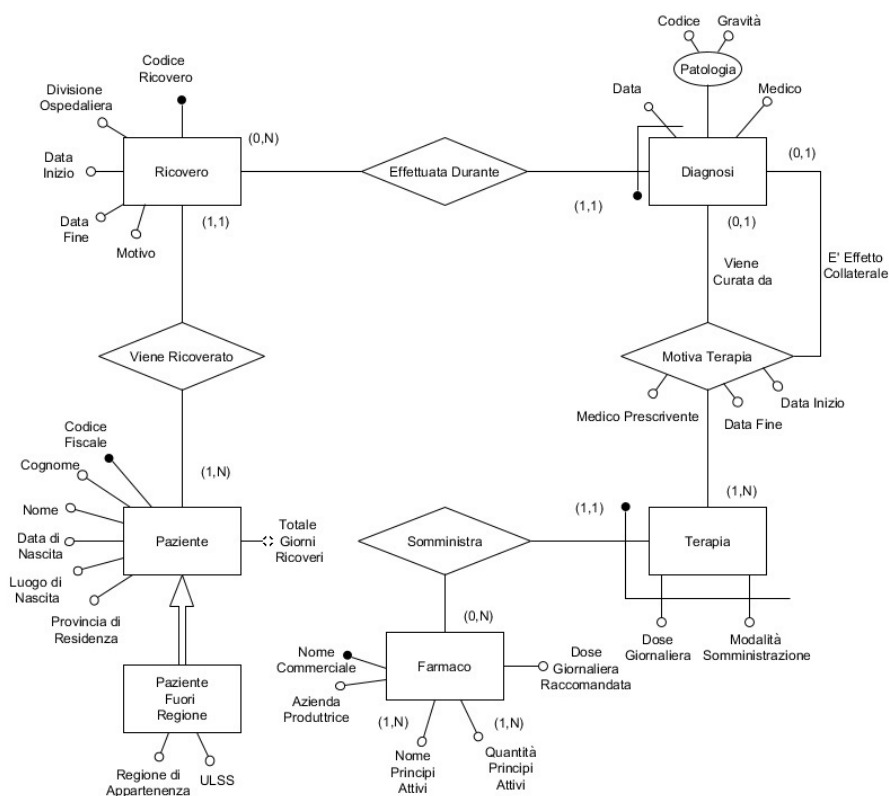 Codice
Gravità
Patologia
Data
Medico
Codice
Ricovero
Divisione
Ospedaliera
Data
Inizio
Data
Fine
Motivo
Ricovero
(0,N)
(1,1)
Effettuata Durante
(1,1)
Diagnosi
(0,1)
(0,1)
Viene
Curata da
E' Effetto
Collaterale
Viene Ricoverato
Motiva Terapia
Medico Prescrivente
Data Fine
Data Inizio
Codice
Fiscale
Cognome
Nome
Data di
Nascita
Luogo di
Nascita
Provincia di
Residenza
(1,N)
Paziente
Totale
Giorni
Ricoveri
Somministra
(1,1)
(1,N)
Terapia
Dose
Giornaliera
Modalità
Somministrazione
(0,N)
Paziente
Fuori
Regione
Regione di
Appartenenza
ULSS
Nome
Commerciale
Azienda
Produttrice
Farmaco
Dose
Giornaliera
Raccomandata
(1,N)
(1,N)
Nome
Principi
Attivi
Quantità
Principi
Attivi